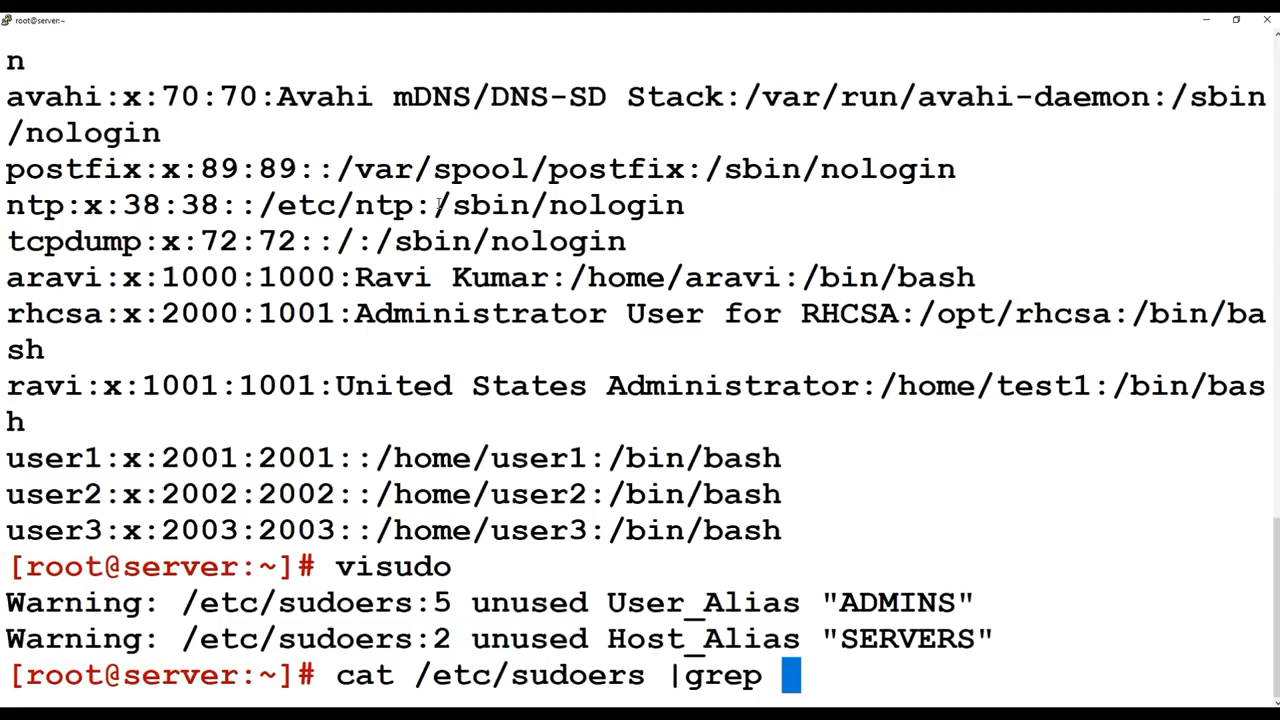 root@server:~
n
avahi:x:70:70:Avahi mDNS/DNS-SD Stack:/var/run/avahi-daemon:/sbin
/nologin
postfix:x:89:89::/var/spool/postfix:/sbin/nologin
ntp:x:38:38::/etc/ntp:/sbin/nologin
tcpdump:x:72:72::/:/sbin/nologin
aravi:x:1000:1000:Ravi Kumar:/home/aravi:/bin/bash
rhcsa:x:2000:1001:Administrator User for RHCSA:/opt/rhcsa:/bin/ba
sh
ravi:x:1001:1001:United States Administrator:/home/test1:/bin/bas
h
user1:x:2001:2001::/home/user1:/bin/bash
user2:x:2002:2002::/home/user2:/bin/bash
user3:x:2003:2003::/home/user3:/bin/bash
[root@server:~]# visudo
Warning: /etc/sudoers:5 unused User_Alias "ADMINS"
Warning: /etc/sudoers:2 unused Host_Alias "SERVERS"
[root@server:~]# cat /etc/sudoers |grep